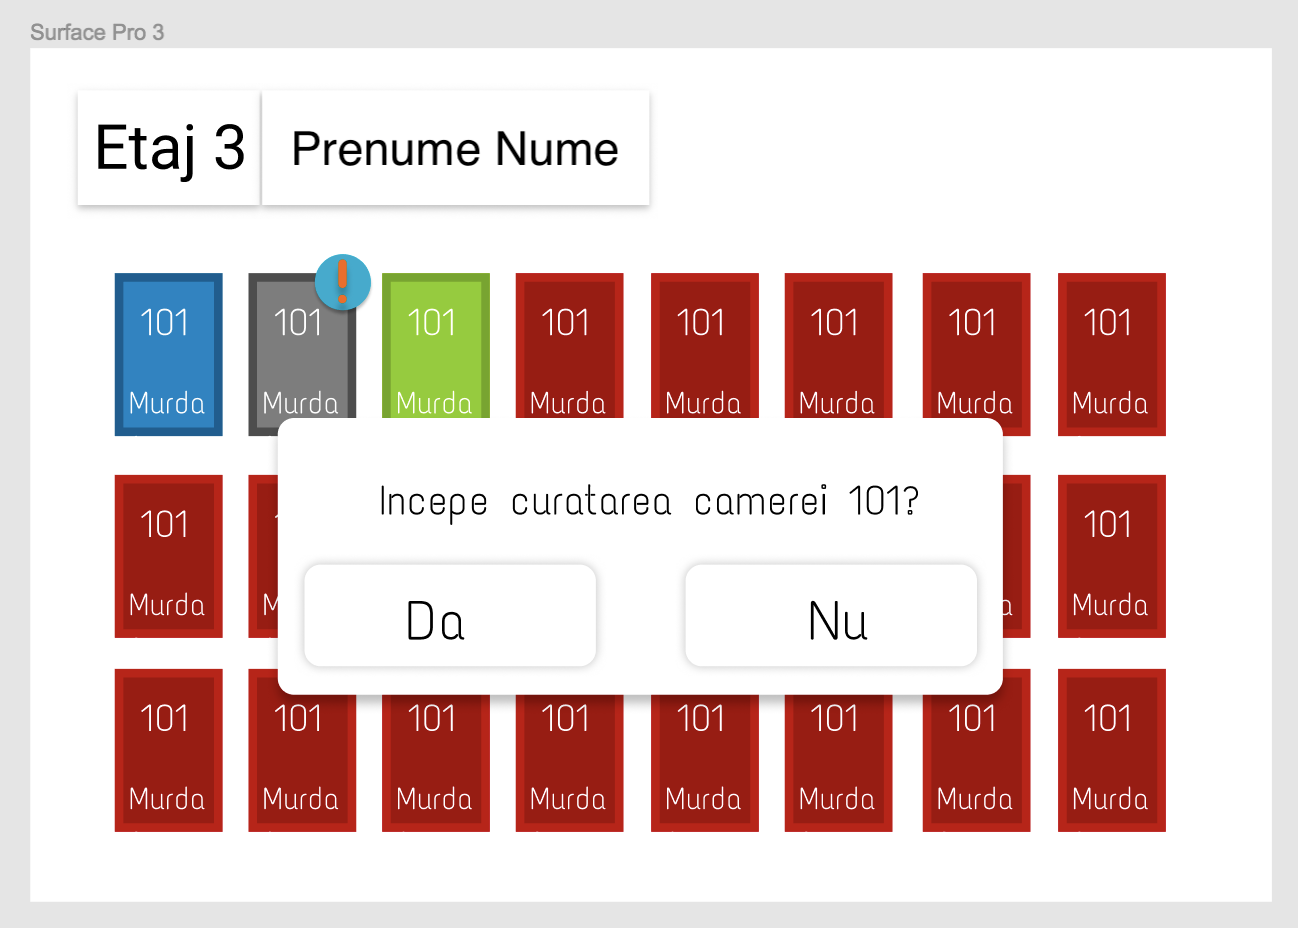 Surface Pro 3
Etaj 3 Prenume Nume
101 101 101 101 101 101 101 101
Murda Murda Murda Murda Murda Murda Murda Murda
Incepe curatarea camerei 101?
101 101
Murda Murda
Da Nu
101 101 101 101 101 101 101 101
Murda Murda Murda Murda Murda Murda Murda Murda